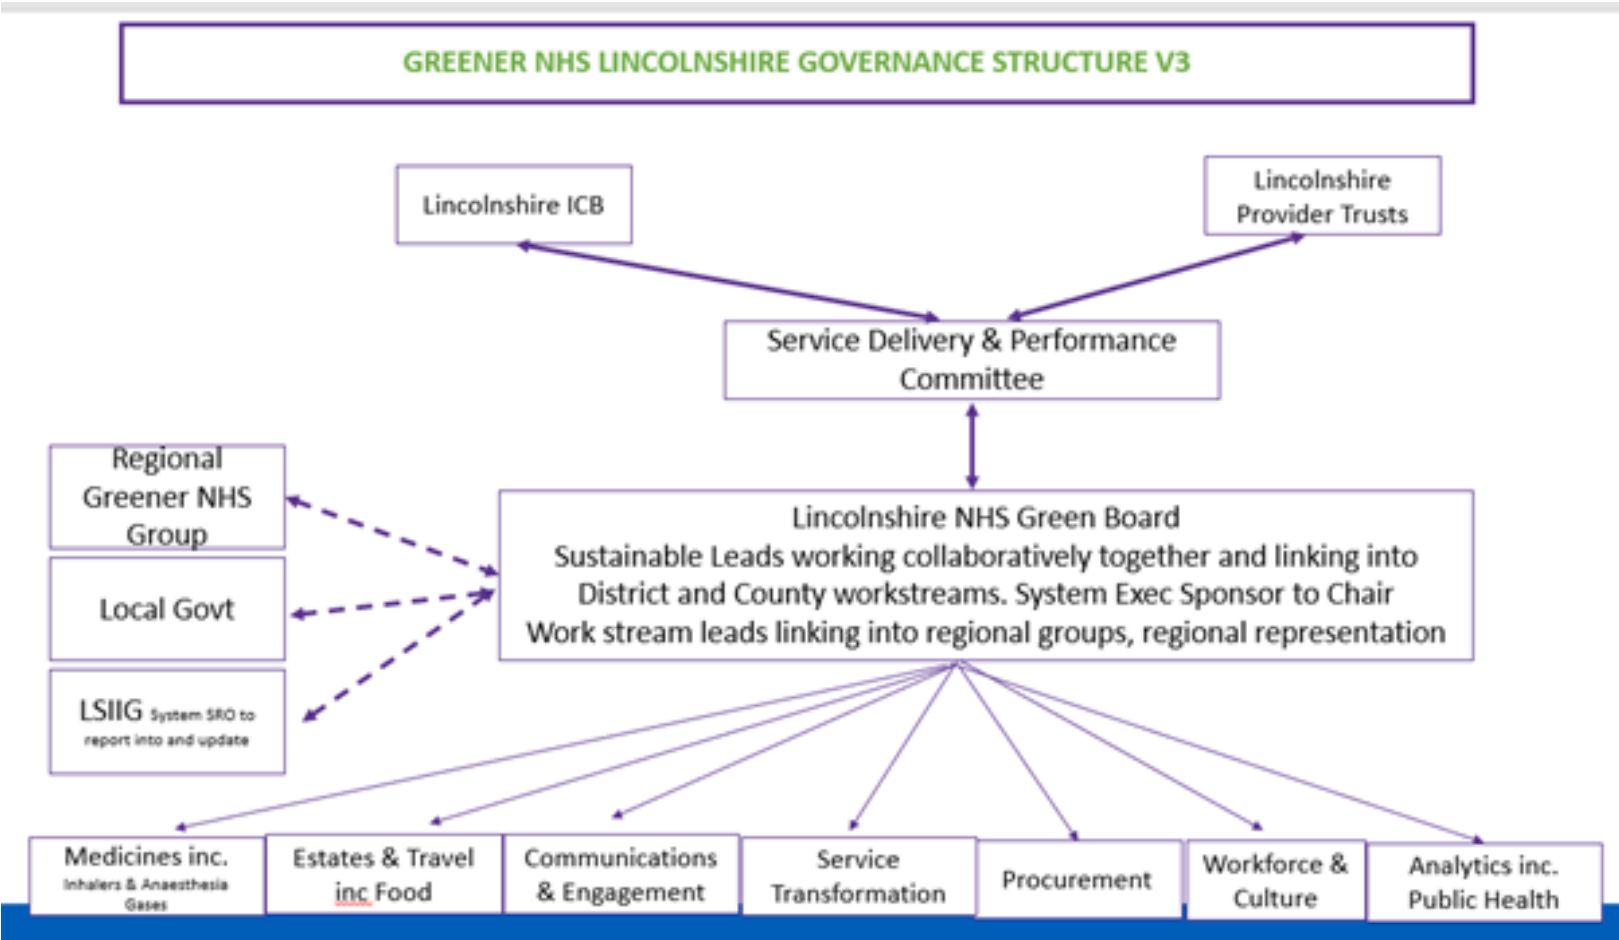 GREENER NHS LINCOLNSHIRE GOVERNANCE STRUCTURE V3
Lincolnshire ICB
Lincolnshire
Provider Trusts
Service Delivery & Performance
Committee
Regional
Greener NHS
Group
Local Govt
LSIIG System SRO to
report into and update
Lincolnshire NHS Green Board
Sustainable Leads working collaboratively together and linking into
District and County workstreams. System Exec Sponsor to Chair
Work stream leads linking into regional groups, regional representation
Medicines inc.
Inhalers & Anaesthesia
Gases
Estates & Travel
inc Food
Communications
& Engagement
Service
Transformation
Procurement
Workforce &
Culture
Analytics inc.
Public Health